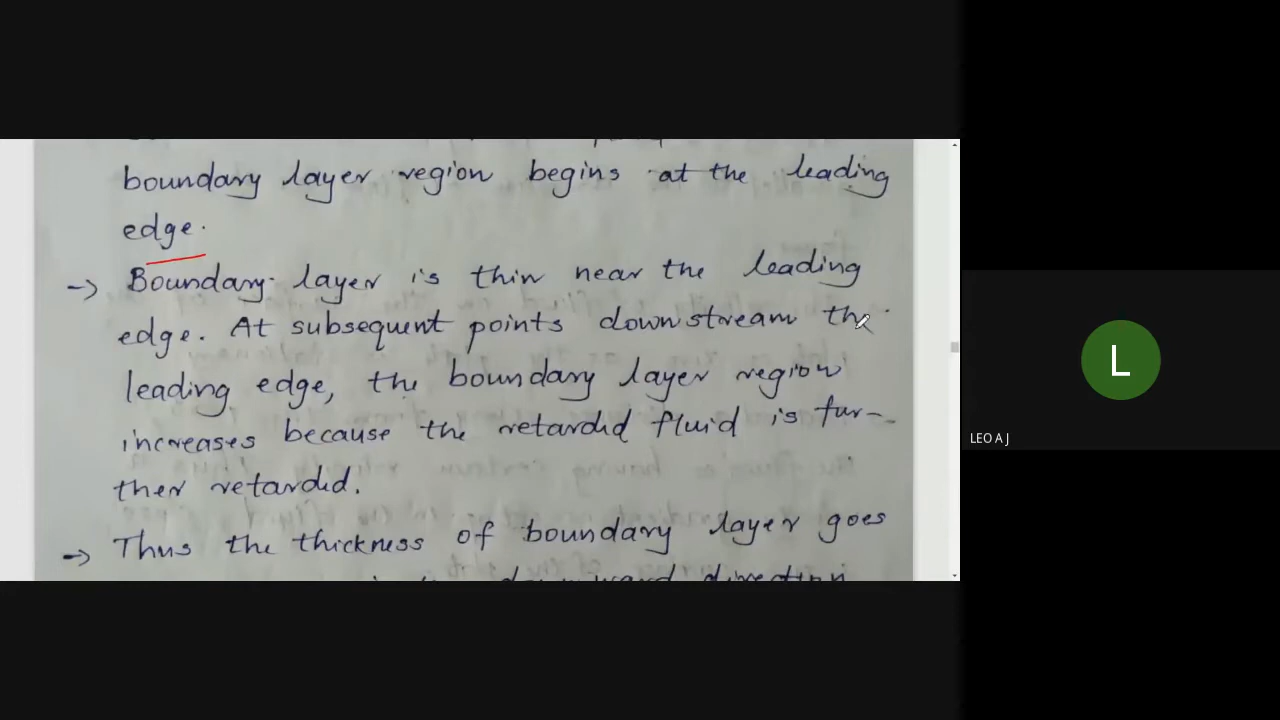 boundary layer region begins at the leading
edge.
→ Boundary layer is thin near the leading
edge. At subsequent points downstream the
leading edge, the boundary layer region
increases because the retarded fluid is fur-
ther retarded.
→ Thus the thickness of boundary layer goes
direction
L
LEO A J